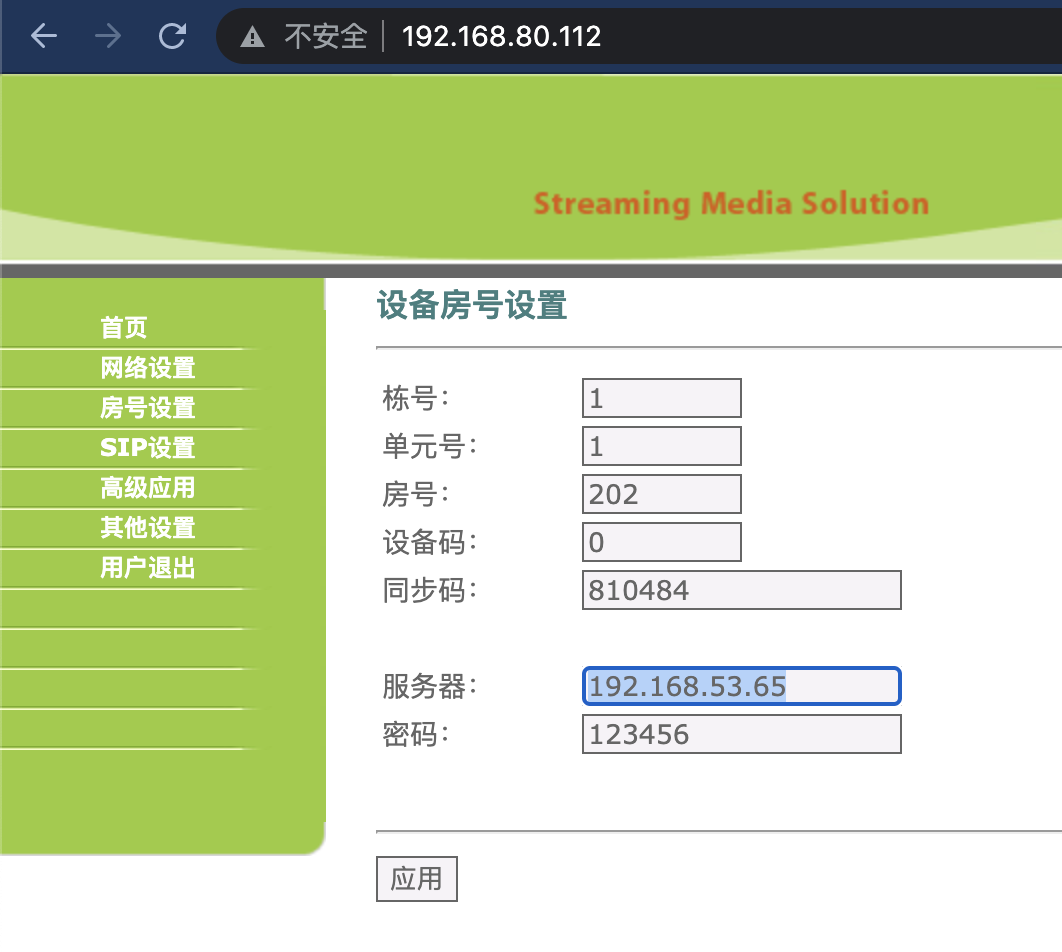 不安全 192.168.80.112
Streaming Media Solution
首页
网络设置
房号设置
SIP设置
高级应用
其他设置
用户退出
设备房号设置
栋号: 1
单元号: 1
房号: 202
设备码: 0
同步码: 810484
服务器: 192.168.53.65
密码: 123456
应用